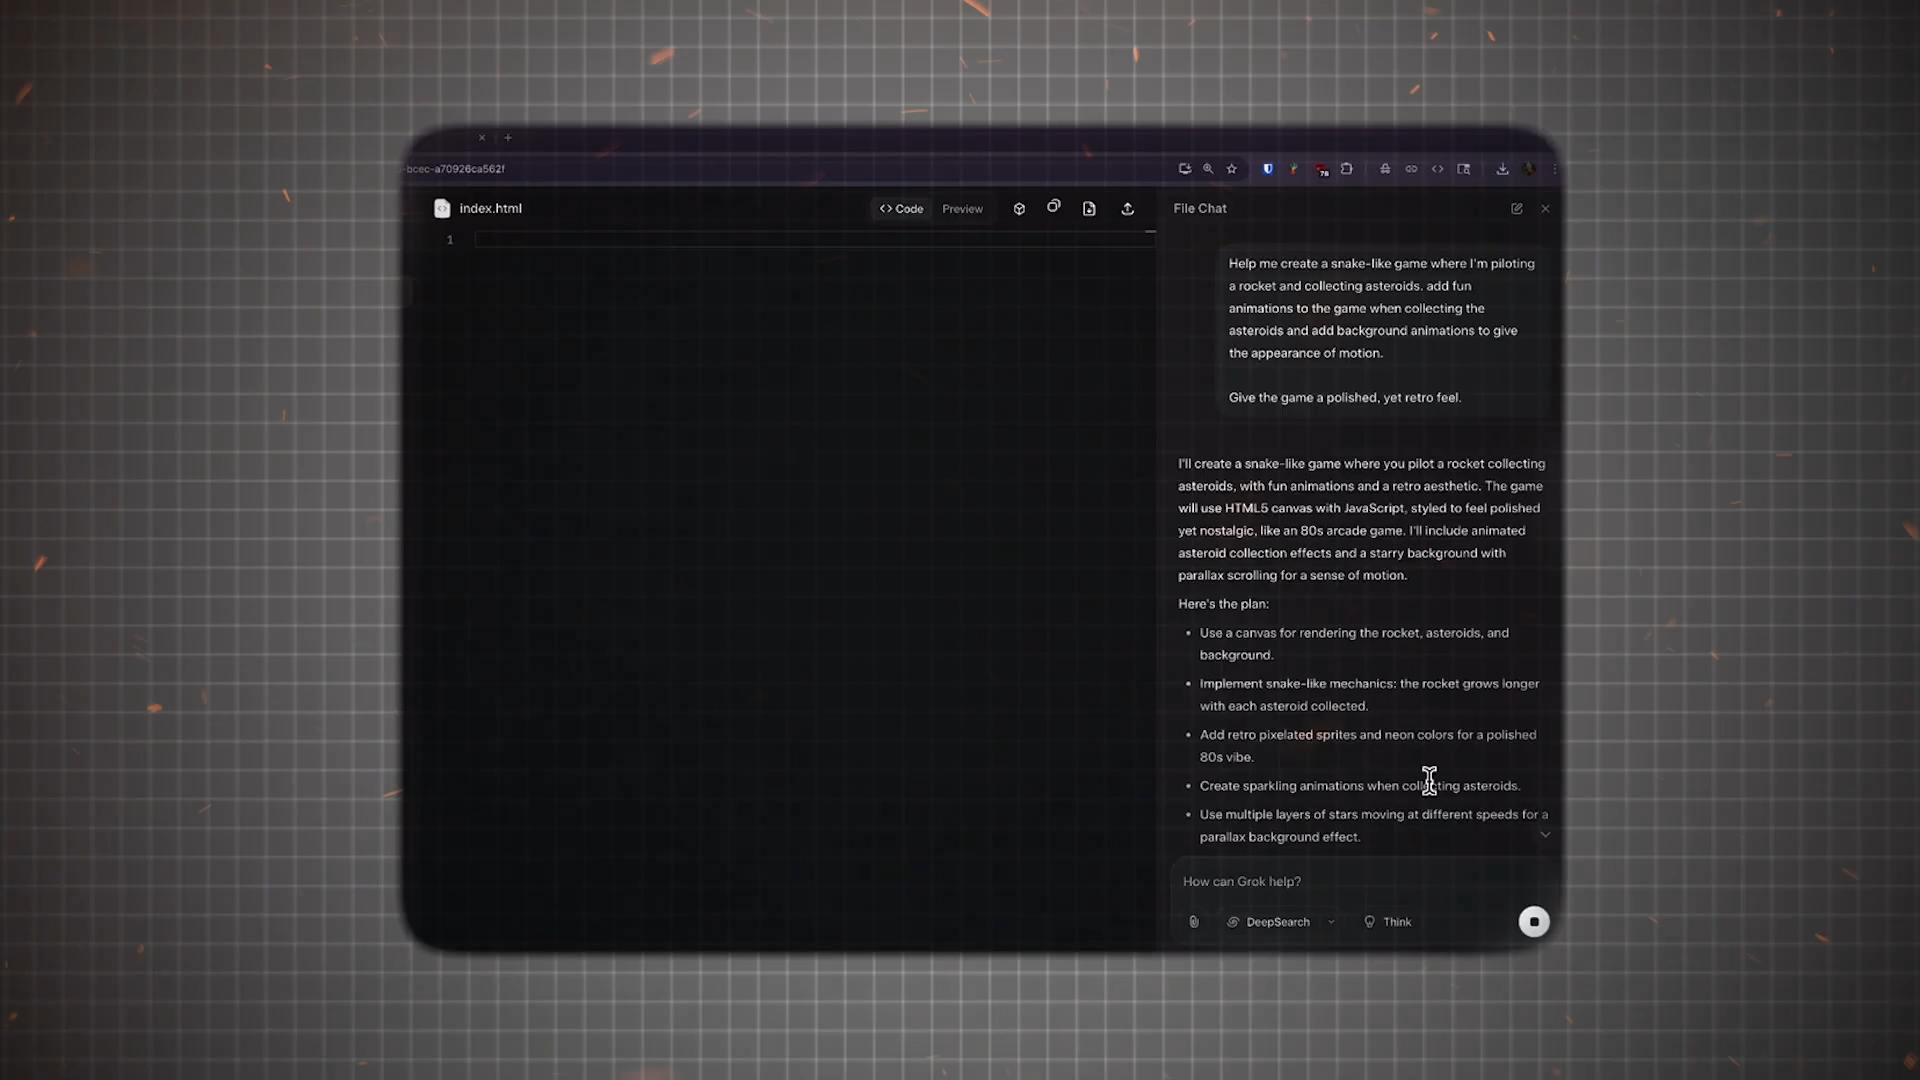 -bcec-a70926ca562f
76
index.html
Code
Preview
File Chat
1
Help me create a snake-like game where I'm piloting
a rocket and collecting asteroids. add fun
animations to the game when collecting the
asteroids and add background animations to give
the appearance of motion.
Give the game a polished, yet retro feel.
I'll create a snake-like game where you pilot a rocket collecting
asteroids, with fun animations and a retro aesthetic. The game
will use HTML5 canvas with JavaScript, styled to feel polished
yet nostalgic, like an 80s arcade game. I'll include animated
asteroid collection effects and a starry background with
parallax scrolling for a sense of motion.
Here's the plan:
• Use a canvas for rendering the rocket, asteroids, and
background.
• Implement snake-like mechanics: the rocket grows longer
with each asteroid collected.
• Add retro pixelated sprites and neon colors for a polished
80s vibe.
• Create sparkling animations when collecting asteroids.
• Use multiple layers of stars moving at different speeds for a
parallax background effect.
How can Grok help?
DeepSearch
Think